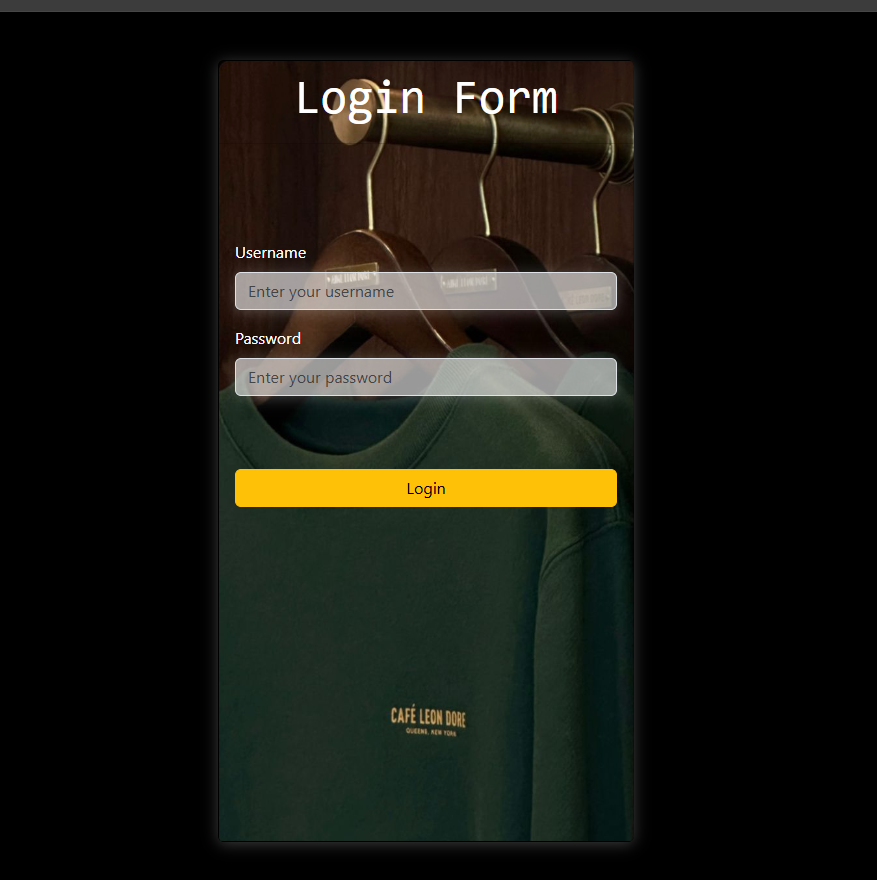 Login Form
Username
Enter your username
Password
Enter your password
Login
CAFÉ LEON DORE
QUEENS, NEW YORK